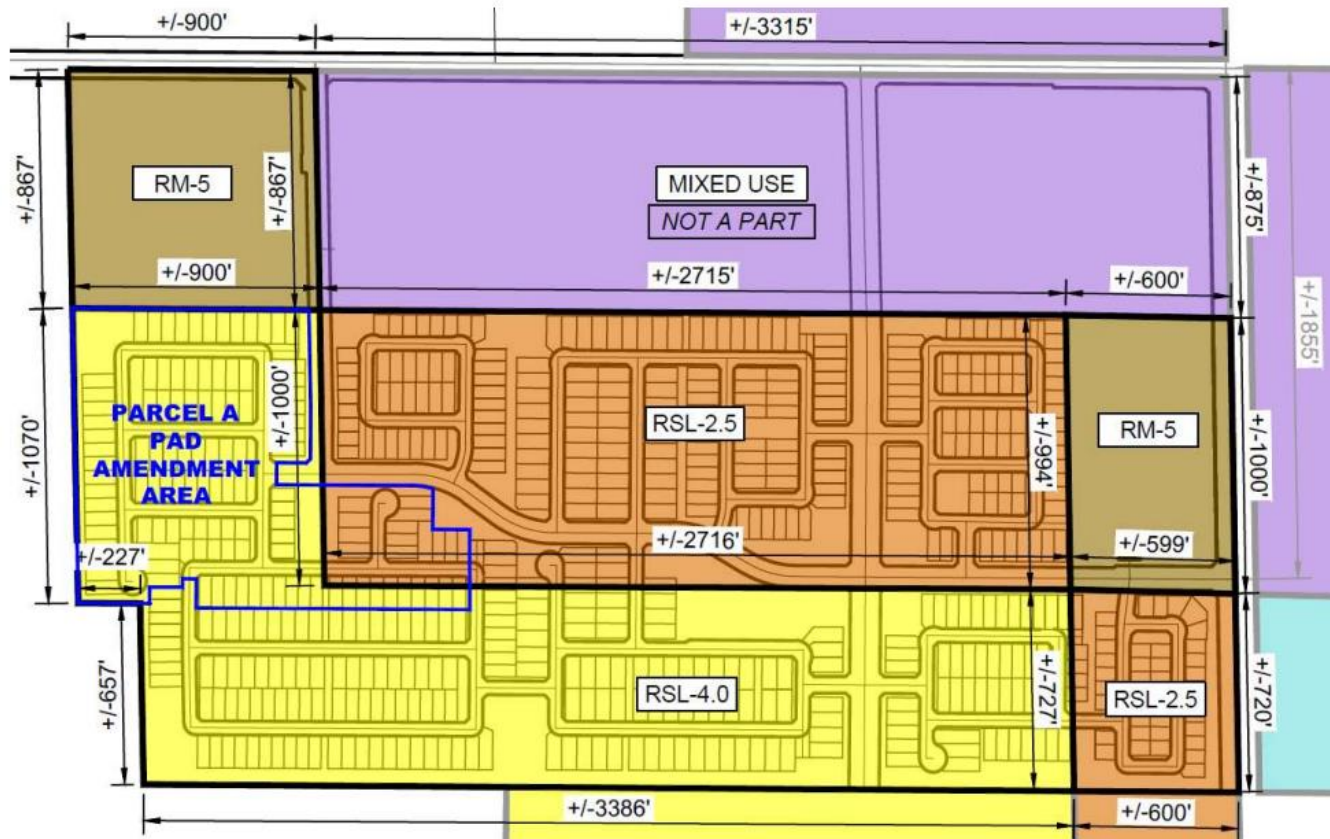 +/-900'
+/-3315'
+/-867'
RM-5
+/-867'
MIXED USE
NOT A PART
+/-875'
+/-1855'
+/-900'
+/-2715'
+/-600'
+/-1070'
PARCEL A
PAD
AMENDMENT
AREA
+/-1000'
RSL-2.5
+/-994'
RM-5
+/-1000'
+/-227'
+/-2716'
+/-599'
+/-657'
RSL-4.0
+/-727'
RSL-2.5
+/-720'
+/-3386'
+/-600'